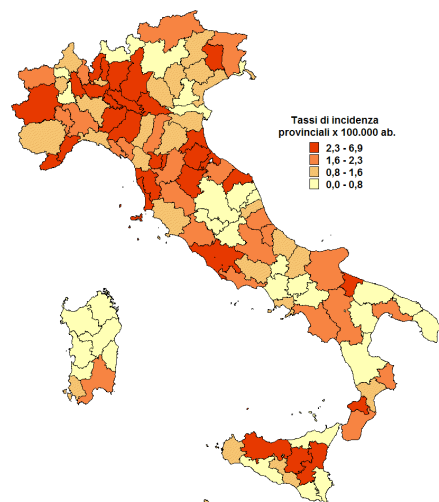 Tassi di incidenza
provinciali x 100.000 ab.
2,3 - 6,9
1,6 - 2,3
0,8 - 1,6
0,0 - 0,8